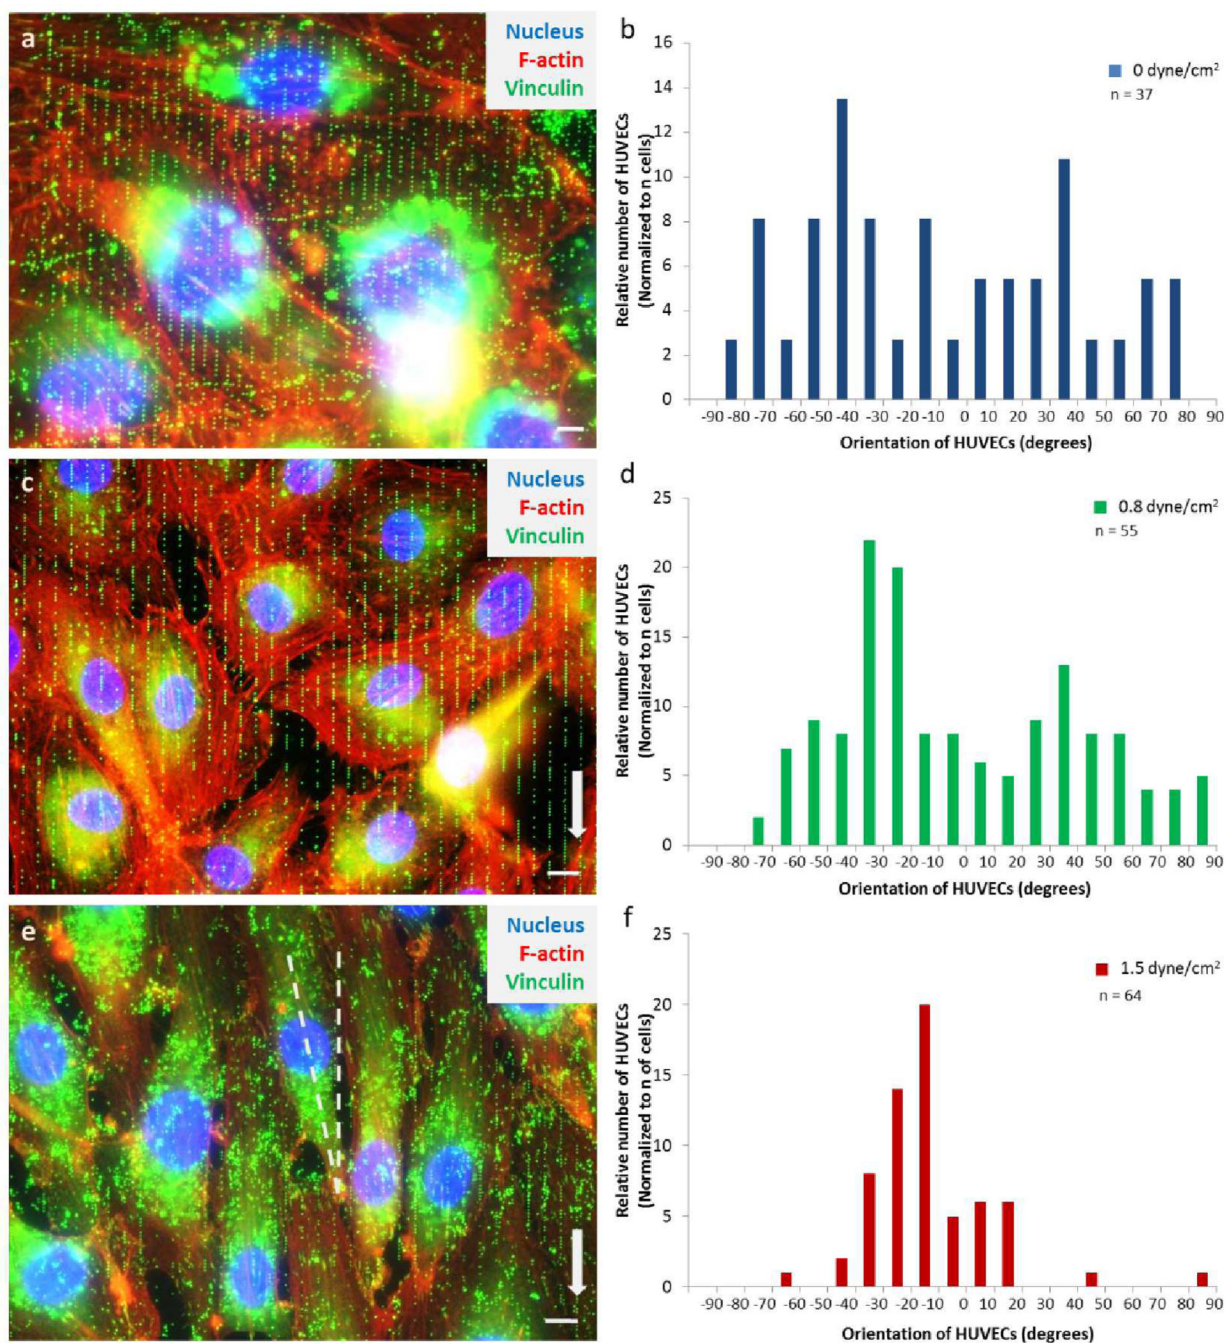 a
Nucleus
F-actin
Vinculin
b
Relative number of HUVECs
(Normalized to n cells)
16
14
12
10
8
6
4
2
0
0 dyne/cm²
n = 37
-90 -80 -70 -60 -50 -40 -30 -20 -10 0 10 20 30 40 50 60 70 80 90
Orientation of HUVECs (degrees)
c
Nucleus
F-actin
Vinculin
d
Relative number of HUVECs
(Normalized to n cells)
25
20
15
10
5
0
0.8 dyne/cm²
n = 55
-90 -80 -70 -60 -50 -40 -30 -20 -10 0 10 20 30 40 50 60 70 80 90
Orientation of HUVECs (degrees)
e
Nucleus
F-actin
Vinculin
f
Relative number of HUVECs
(Normalized to n of cells)
25
20
15
10
5
0
1.5 dyne/cm²
n = 64
-90 -80 -70 -60 -50 -40 -30 -20 -10 0 10 20 30 40 50 60 70 80 90
Orientation of HUVECs (degrees)